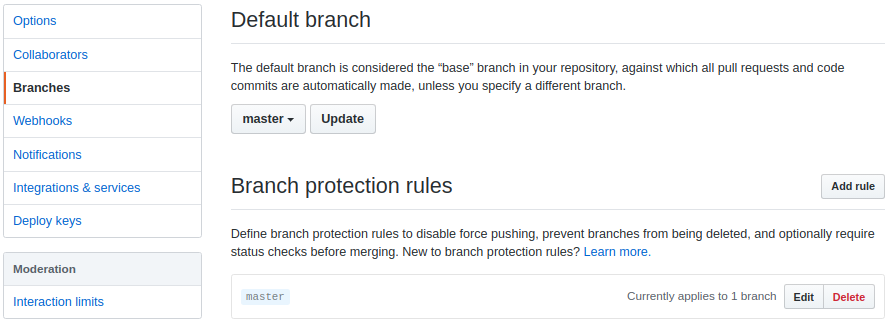 Options
Collaborators
Branches
Webhooks
Notifications
Integrations & services
Deploy keys
Moderation
Interaction limits
Default branch
The default branch is considered the “base” branch in your repository, against which all pull requests and code
commits are automatically made, unless you specify a different branch.
master Update
Branch protection rules Add rule
Define branch protection rules to disable force pushing, prevent branches from being deleted, and optionally require
status checks before merging. New to branch protection rules? Learn more.
master Currently applies to 1 branch Edit Delete